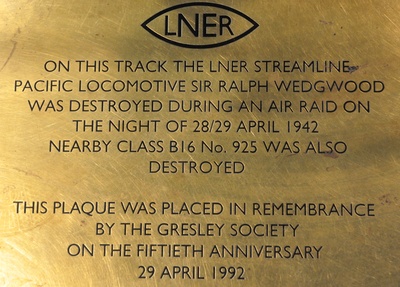 LNER
ON THIS TRACK THE LNER STREAMLINE
PACIFIC LOCOMOTIVE SIR RALPH WEDGWOOD
WAS DESTROYED DURING AN AIR RAID ON
THE NIGHT OF 28/29 APRIL 1942
NEARBY CLASS B16 No. 925 WAS ALSO
DESTROYED
THIS PLAQUE WAS PLACED IN REMEMBRANCE
BY THE GRESLEY SOCIETY
ON THE FIFTIETH ANNIVERSARY
29 APRIL 1992